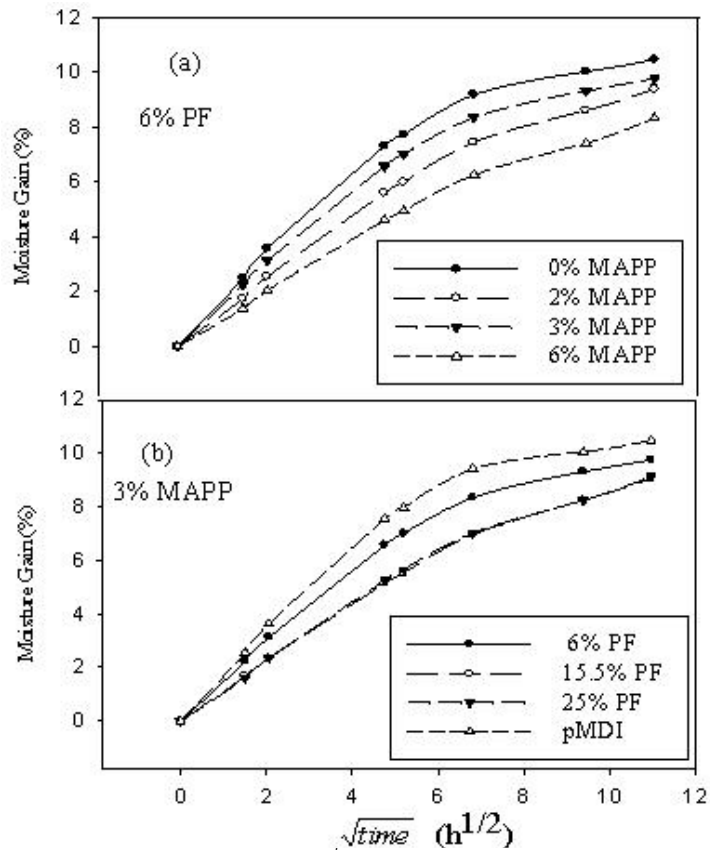 12
10
8
6
4
2
0
Moisture Gain (%)
(a)
6% PF
0% MAPP
2% MAPP
3% MAPP
6% MAPP
12
10
8
6
4
2
0
Moisture Gain (%)
(b)
3% MAPP
6% PF
15.5% PF
25% PF
pMDI
0 2 4 6 8 10 12
√time (h^1/2)